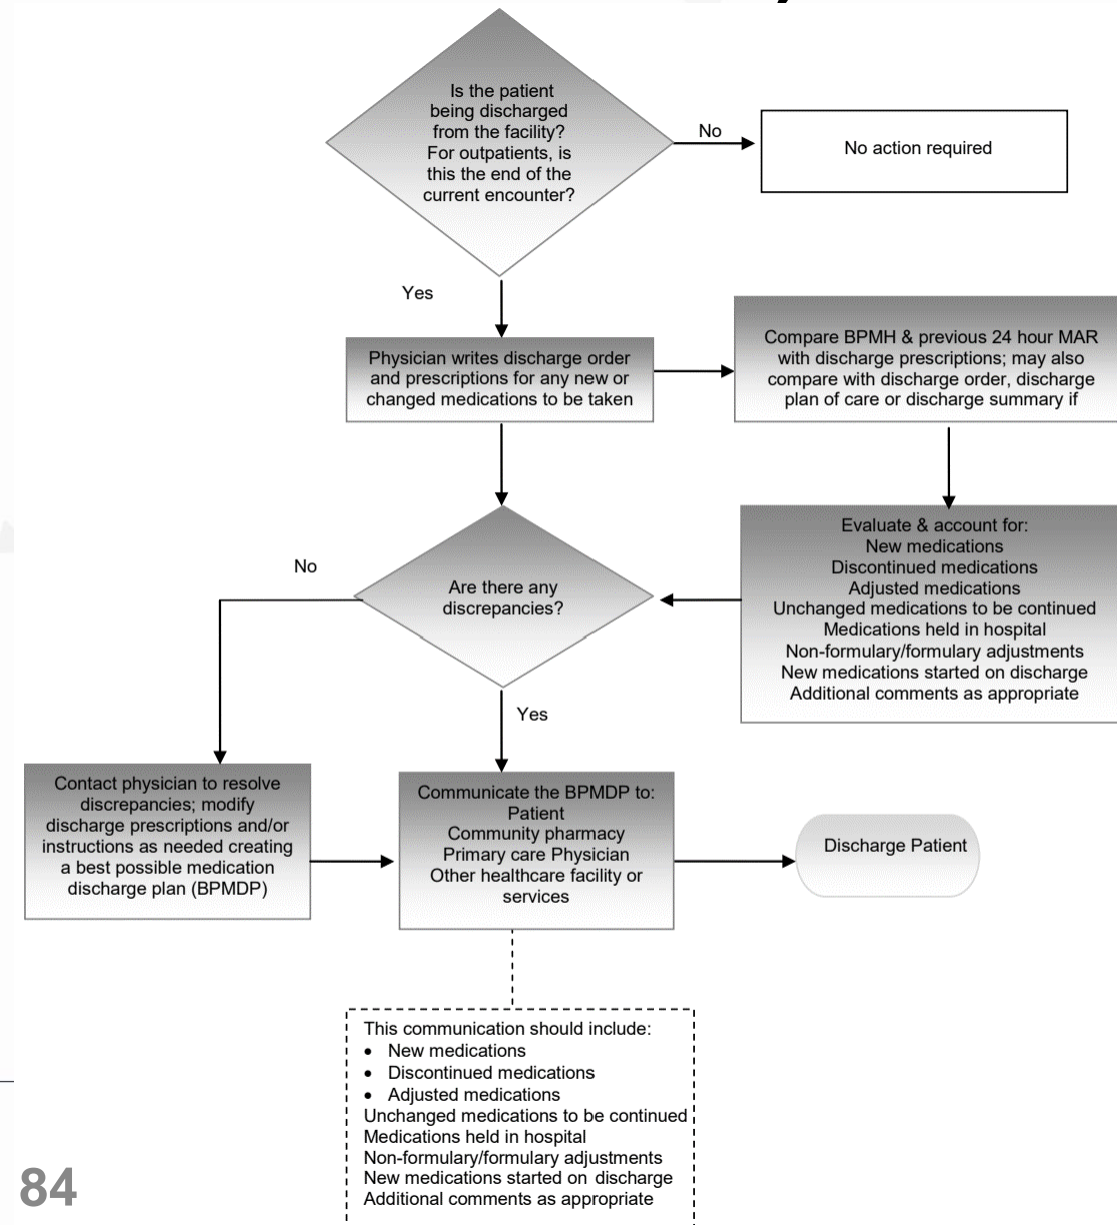 Is the patient
being discharged
from the facility?
For outpatients, is
this the end of the
current encounter?
No
No action required
Yes
Physician writes discharge order
and prescriptions for any new or
changed medications to be taken
Compare BPMH & previous 24 hour MAR
with discharge prescriptions; may also
compare with discharge order, discharge
plan of care or discharge summary if
Evaluate & account for:
New medications
Discontinued medications
Adjusted medications
Unchanged medications to be continued
Medications held in hospital
Non-formulary/formulary adjustments
New medications started on discharge
Additional comments as appropriate
Are there any
discrepancies?
No
Yes
Contact physician to resolve
discrepancies; modify
discharge prescriptions and/or
instructions as needed creating
a best possible medication
discharge plan (BPMDP)
Communicate the BPMDP to:
Patient
Community pharmacy
Primary care Physician
Other healthcare facility or
services
Discharge Patient
This communication should include:
• New medications
• Discontinued medications
• Adjusted medications
Unchanged medications to be continued
Medications held in hospital
Non-formulary/formulary adjustments
New medications started on discharge
Additional comments as appropriate
84